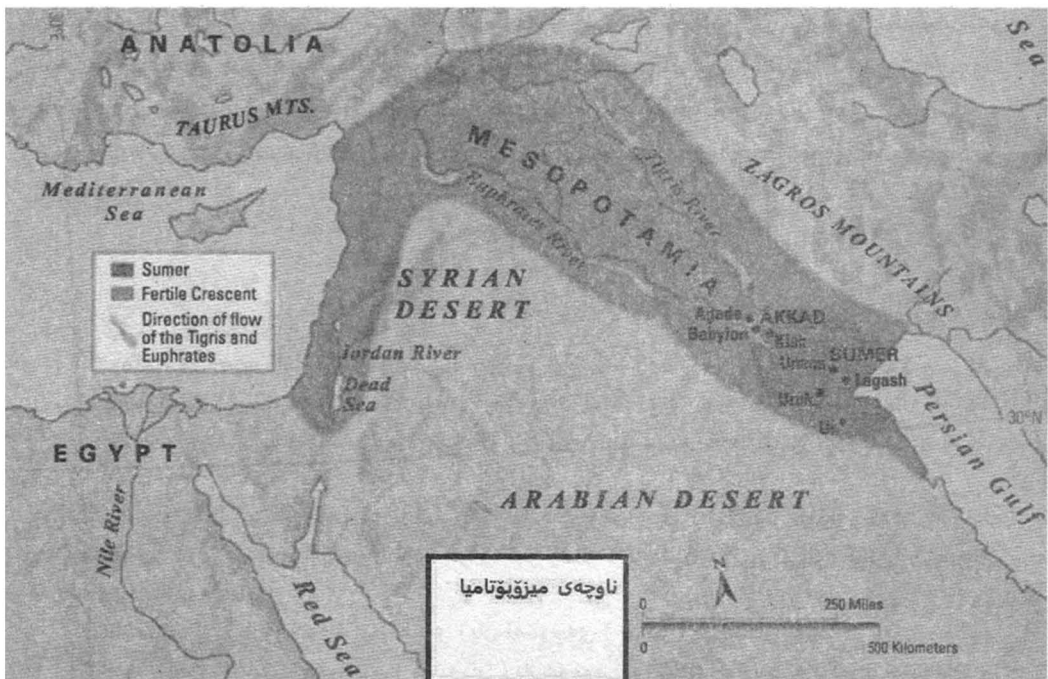 30°E
ANATOLIA
Sea
TAURUS MTS.
MESOPOTAMIA
Tigris River
ZAGROS MOUNTAINS
Mediterranean
Sea
Euphrates River
Sumer
Fertile Crescent
Direction of flow
of the Tigris and
Euphrates
SYRIAN
DESERT
Agade
AKKAD
Babylon
Kish
Umma
SUMER
Jordan River
Lagash
Dead
Sea
Uruk
Persian Gulf
30°N
Ur
EGYPT
ARABIAN DESERT
Nile River
Red Sea
ناوچەی میزۆپۆتامیا
N
0 250 Miles
0 500 Kilometers